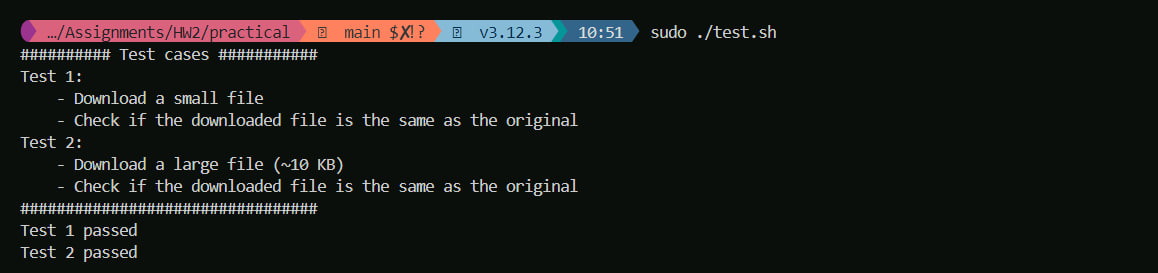 …/Assignments/HW2/practical main $✗!? v3.12.3 10:51 sudo ./test.sh
########## Test cases ###########
Test 1:
    - Download a small file
    - Check if the downloaded file is the same as the original
Test 2:
    - Download a large file (~10 KB)
    - Check if the downloaded file is the same as the original
#################################
Test 1 passed
Test 2 passed